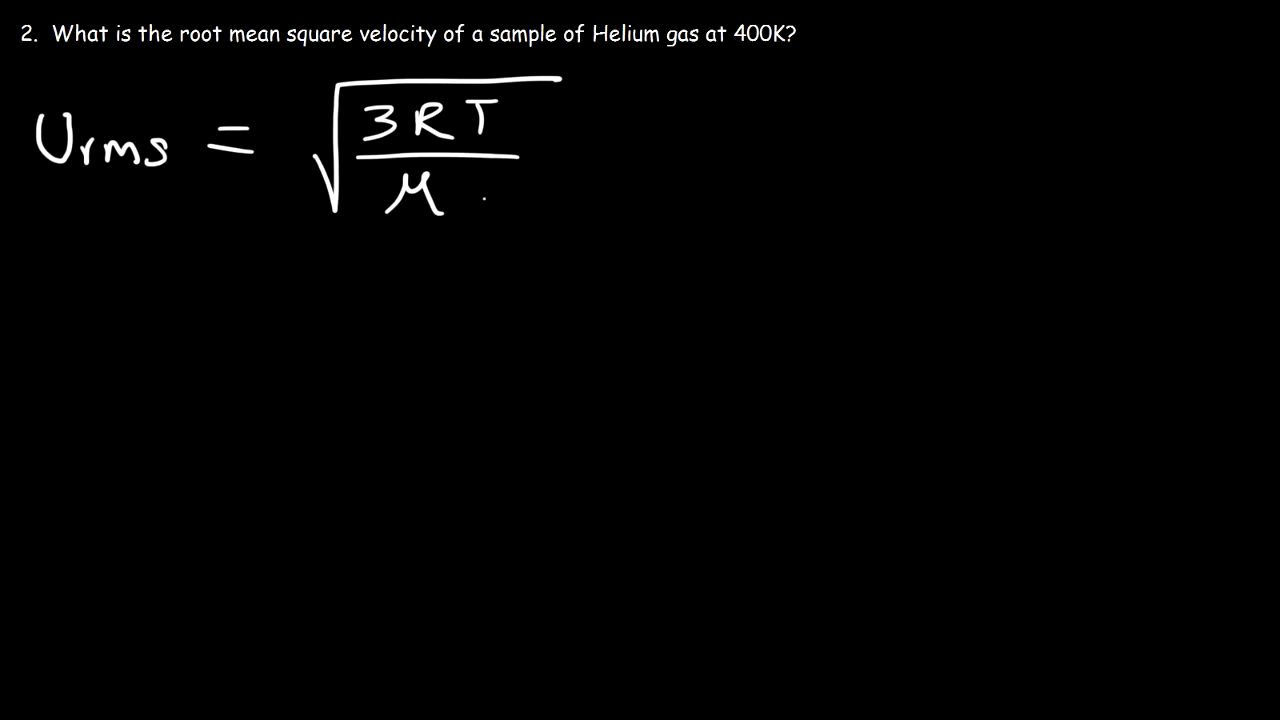 2. What is the root mean square velocity of a sample of Helium gas at 400K?
Urms = √(3RT/M)